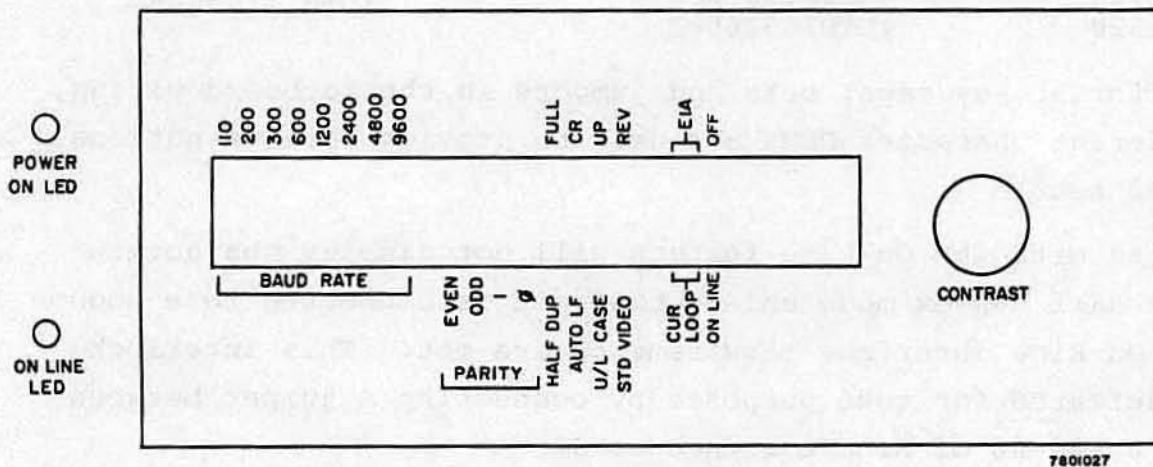 110
200
300
600
1200
2400
4800
9600
FULL
CR
UP
REV
EIA
OFF
POWER
ON LED
BAUD RATE
EVEN
ODD
1
Ø
PARITY
HALF DUP
AUTO LF
U/L CASE
STD VIDEO
CUR
LOOP
ON LINE
CONTRAST
ON LINE
LED
7801027